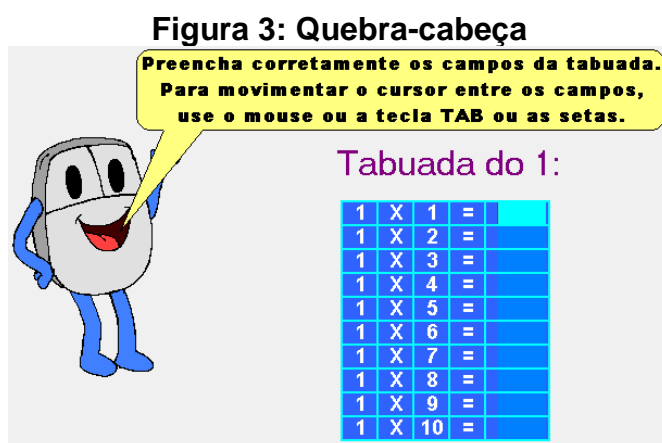 Figura 3: Quebra-cabeça
Preencha corretamente os campos da tabuada.
Para movimentar o cursor entre os campos,
use o mouse ou a tecla TAB ou as setas.
Tabuada do 1:
1 X 1 =
1 X 2 =
1 X 3 =
1 X 4 =
1 X 5 =
1 X 6 =
1 X 7 =
1 X 8 =
1 X 9 =
1 X 10 =